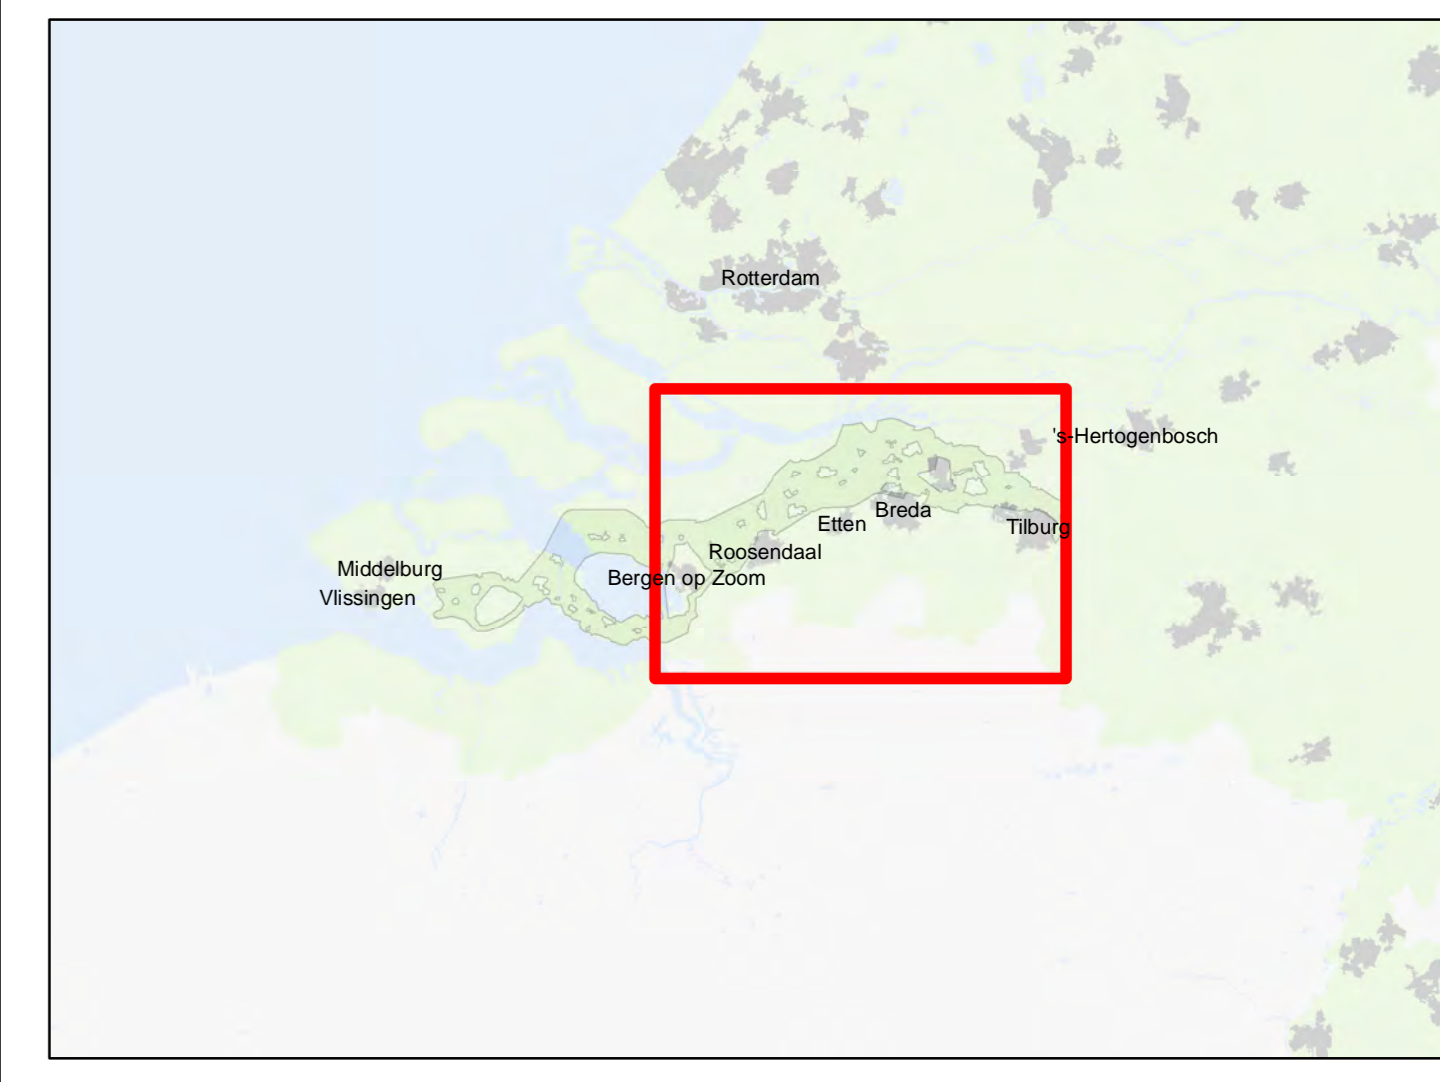 Rotterdam
's-Hertogenbosch
Breda
Etten
Tilburg
Roosendaal
Middelburg
Bergen op Zoom
Vlissingen